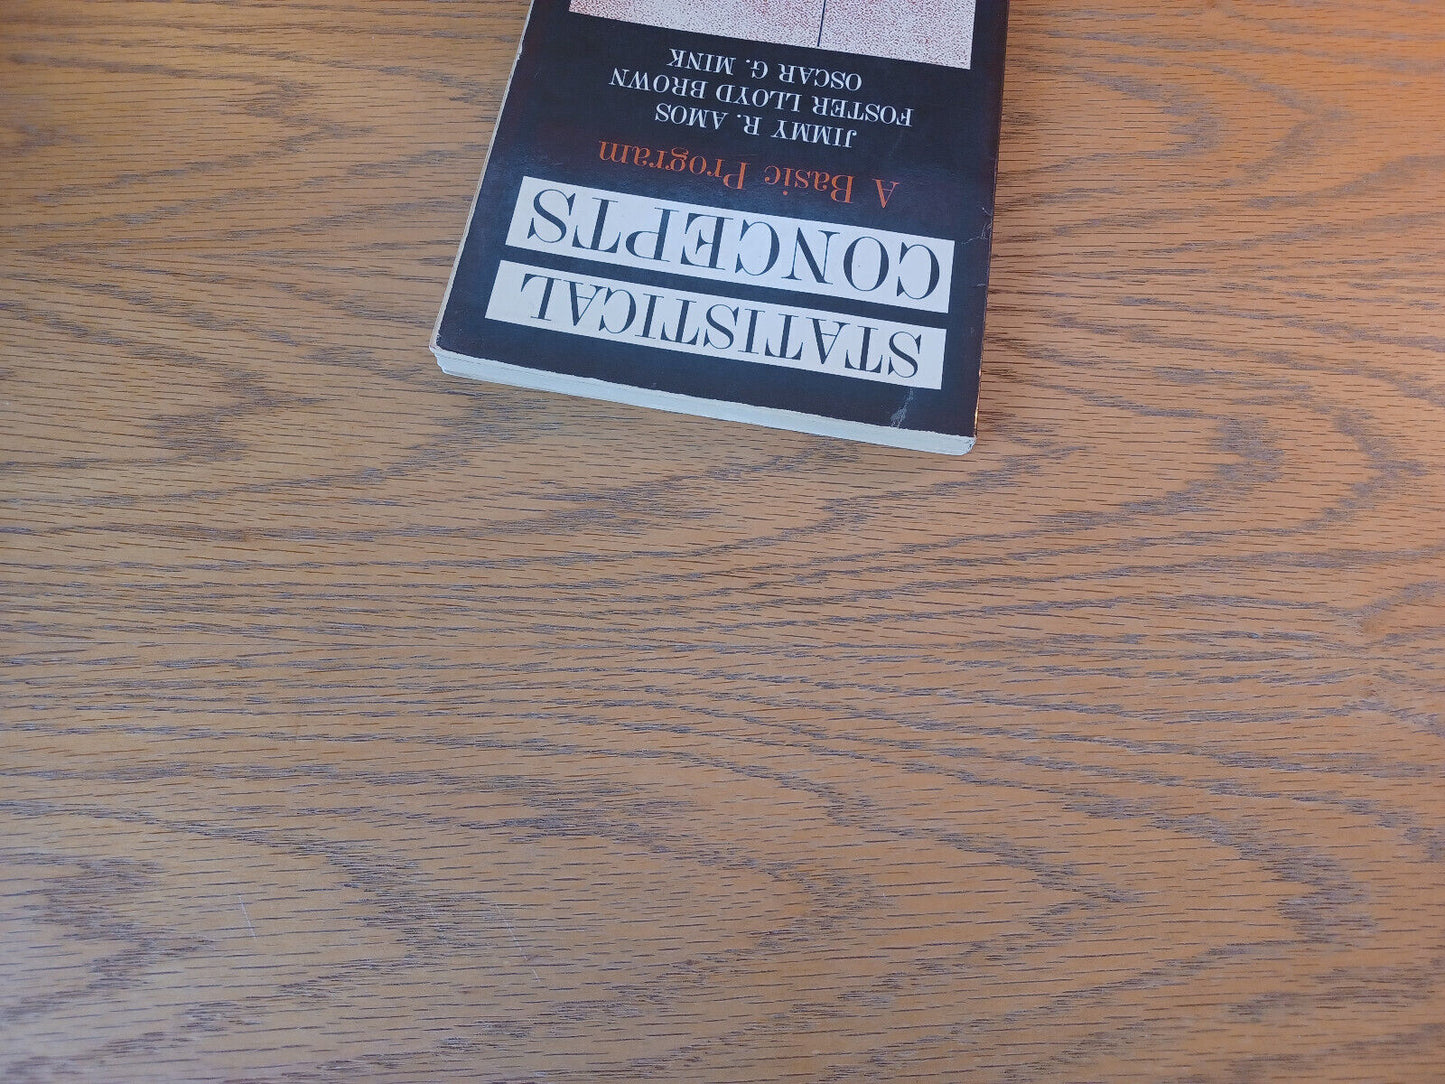 STATISTICAL
CONCEPTS
A Basic Program
JIMMY R. AMOS
FOSTER LLOYD BROWN
OSCAR G. MINK